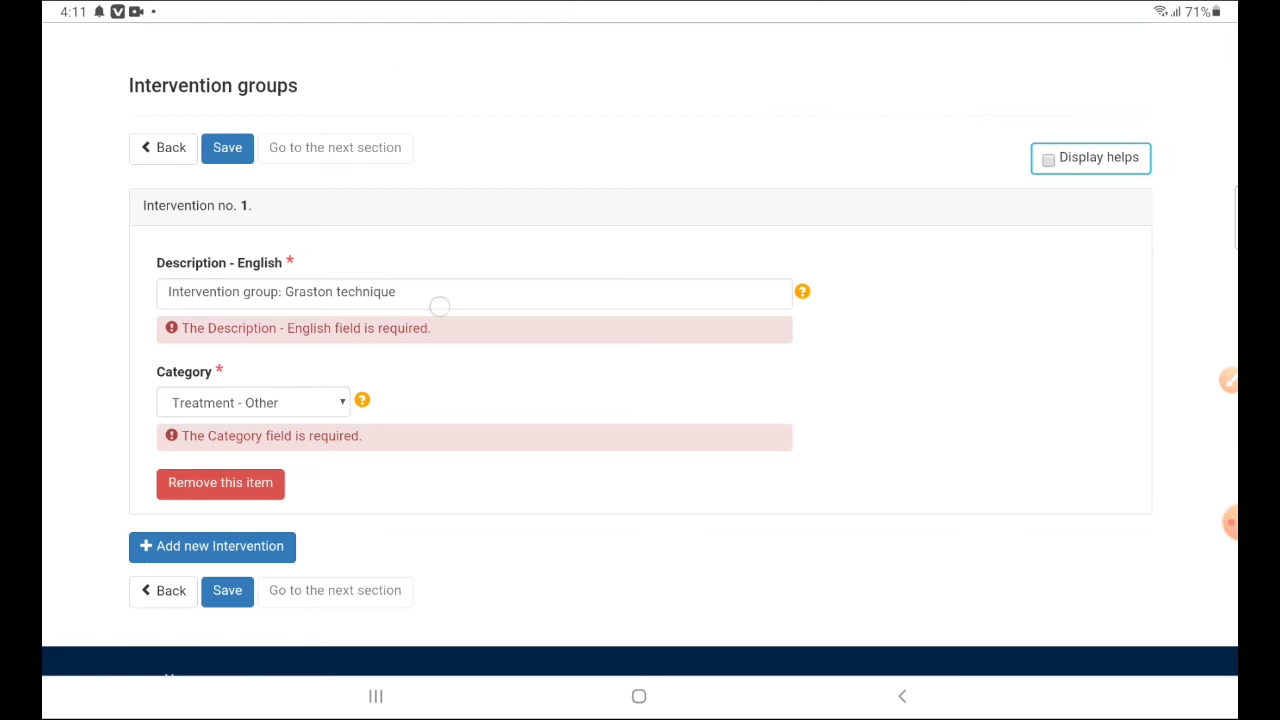 4:11
71%
Intervention groups
Back Save Go to the next section
Display helps
Intervention no. 1.
Description - English *
Intervention group: Graston technique
The Description - English field is required.
Category *
Treatment - Other
The Category field is required.
Remove this item
Add new Intervention
Back Save Go to the next section